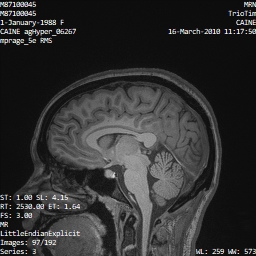 M87100045
MRN
M87100045
TrioTim
1-January-1988 F
CAINE
CAINE agHyper_06267
16-March-2010 11:17:50
mprage_5e RMS
ST: 1.00 SL: 4.15
RT: 2530.00 ET: 1.64
FS: 3.00
MR
LittleEndianExplicit
Images: 97/192
Series: 3
WL: 259 WW: 573